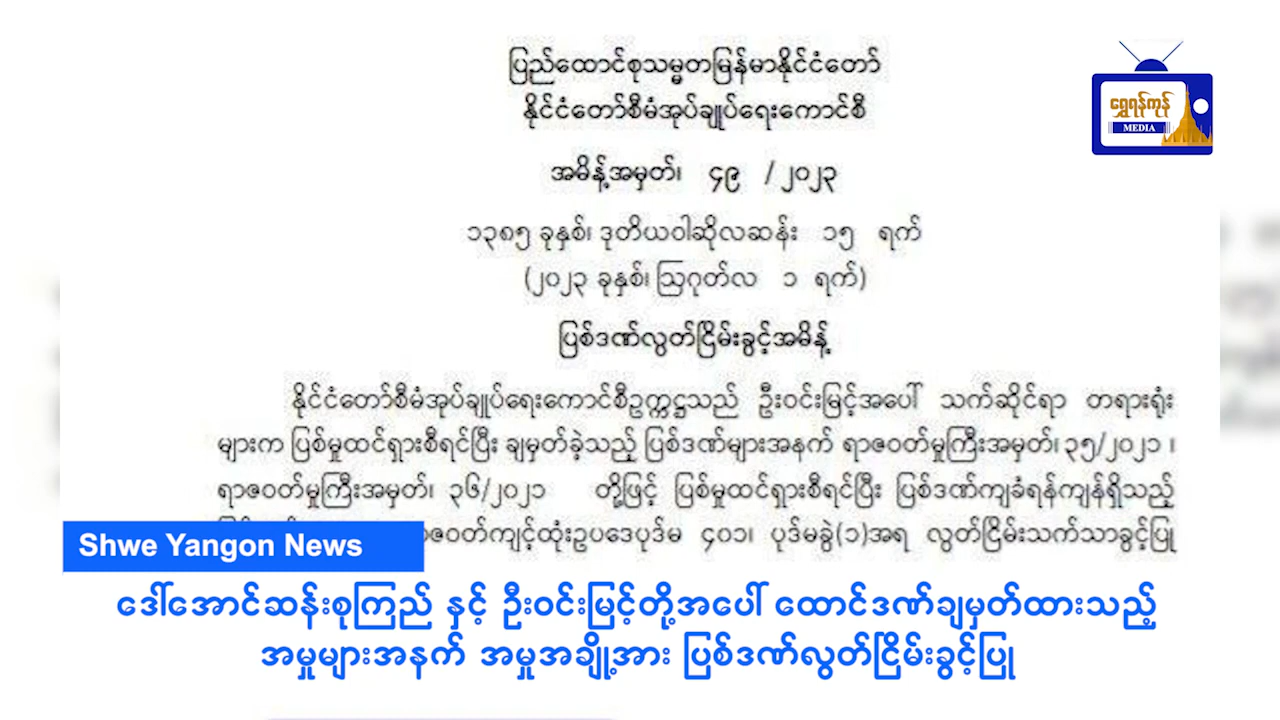 ပြည်ထောင်စုသမ္မတမြန်မာနိုင်ငံတော်
နိုင်ငံတော်စီမံအုပ်ချုပ်ရေးကောင်စီ
အမိန့်အမှတ်၊ ၄၉ / ၂၀၂၃
၁၃၈၅ ခုနှစ်၊ ဒုတိယဝါဆိုလဆန်း ၁၅ ရက်
(၂၀၂၃ ခုနှစ်၊ ဩဂုတ်လ ၁ ရက်)
ပြစ်ဒဏ်လွတ်ငြိမ်းခွင့်အမိန့်
နိုင်ငံတော်စီမံအုပ်ချုပ်ရေးကောင်စီဥက္ကဋ္ဌသည် ဦးဝင်းမြင့်အပေါ် သက်ဆိုင်ရာ တရားရုံး
များက ပြစ်မှုထင်ရှားစီရင်ပြီး ချမှတ်ခဲ့သည့် ပြစ်ဒဏ်များအနက် ရာဇဝတ်မှုကြီးအမှတ်၊ ၃၅/၂၀၂၁ ၊
ရာဇဝတ်မှုကြီးအမှတ်၊ ၃၆/၂၀၂၁ တို့ဖြင့် ပြစ်မှုထင်ရှားစီရင်ပြီး ပြစ်ဒဏ်ကျခံရန်ကျန်ရှိသည့်
ဇဝတ်ကျင့်ထုံးဥပဒေပုဒ်မ ၄၀၁၊ ပုဒ်မခွဲ(၁)အရ လွတ်ငြိမ်းသက်သာခွင့်ပြု
ရွှေရန်ကုန်
MEDIA
Shwe Yangon News
ဒေါ်အောင်ဆန်းစုကြည် နှင့် ဦးဝင်းမြင့်တို့အပေါ် ထောင်ဒဏ်ချမှတ်ထားသည့်
အမှုများအနက် အမှုအချို့အား ပြစ်ဒဏ်လွတ်ငြိမ်းခွင့်ပြု